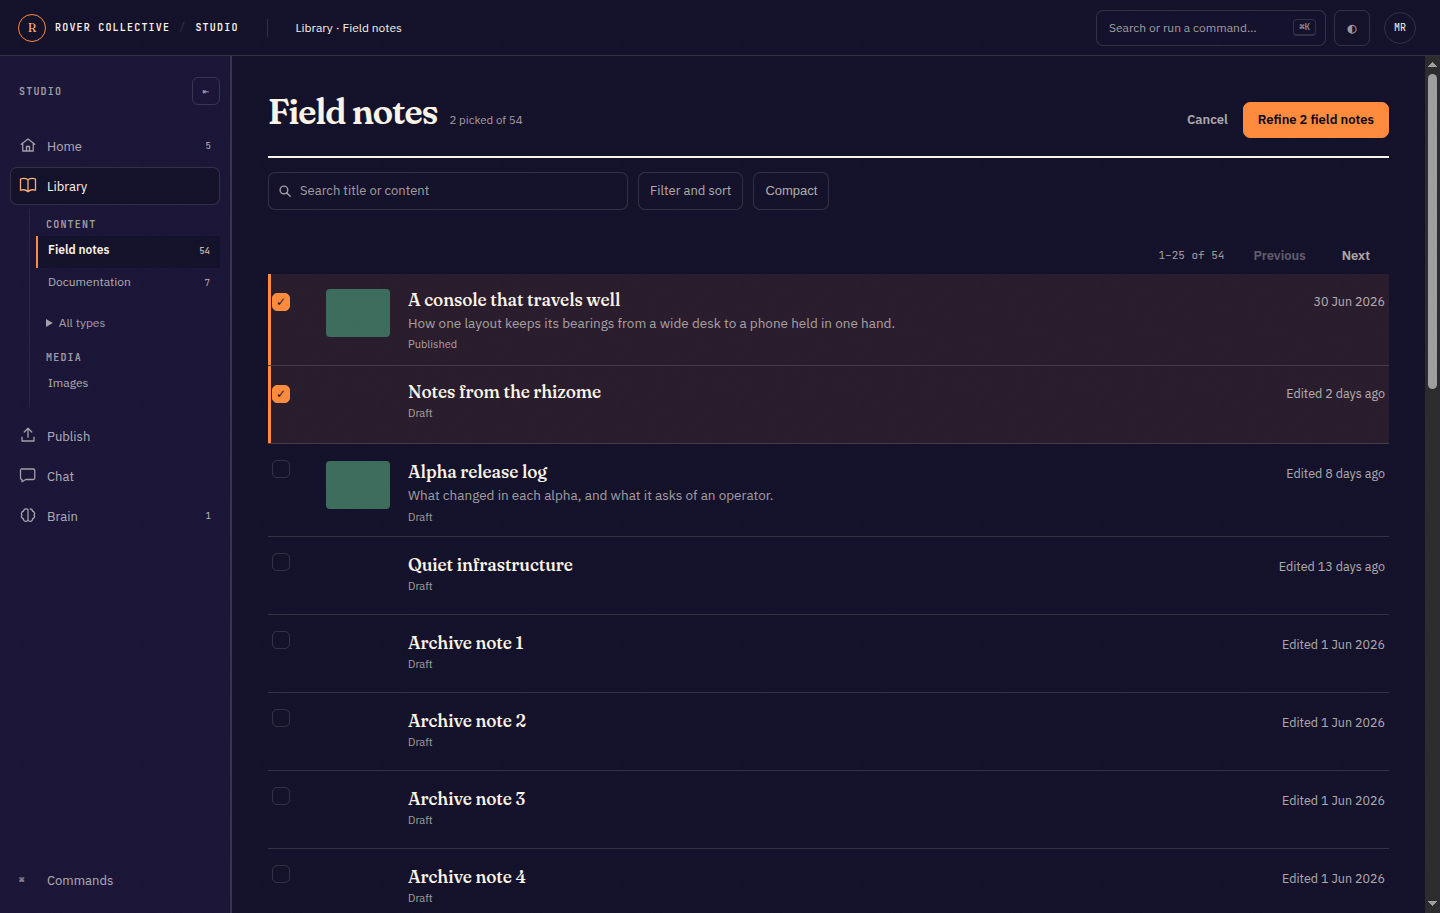 R ROVER COLLECTIVE / STUDIO
Library · Field notes
Search or run a command... ⌘K
MR
STUDIO
Home 5
Library
CONTENT
Field notes 54
Documentation 7
All types
MEDIA
Images
Publish
Chat
Brain 1
⌘ Commands
Field notes 2 picked of 54
Cancel Refine 2 field notes
Search title or content Filter and sort Compact
1–25 of 54 Previous Next
A console that travels well 30 Jun 2026
How one layout keeps its bearings from a wide desk to a phone held in one hand.
Published
Notes from the rhizome Edited 2 days ago
Draft
Alpha release log Edited 8 days ago
What changed in each alpha, and what it asks of an operator.
Draft
Quiet infrastructure Edited 13 days ago
Draft
Archive note 1 Edited 1 Jun 2026
Draft
Archive note 2 Edited 1 Jun 2026
Draft
Archive note 3 Edited 1 Jun 2026
Draft
Archive note 4 Edited 1 Jun 2026
Draft